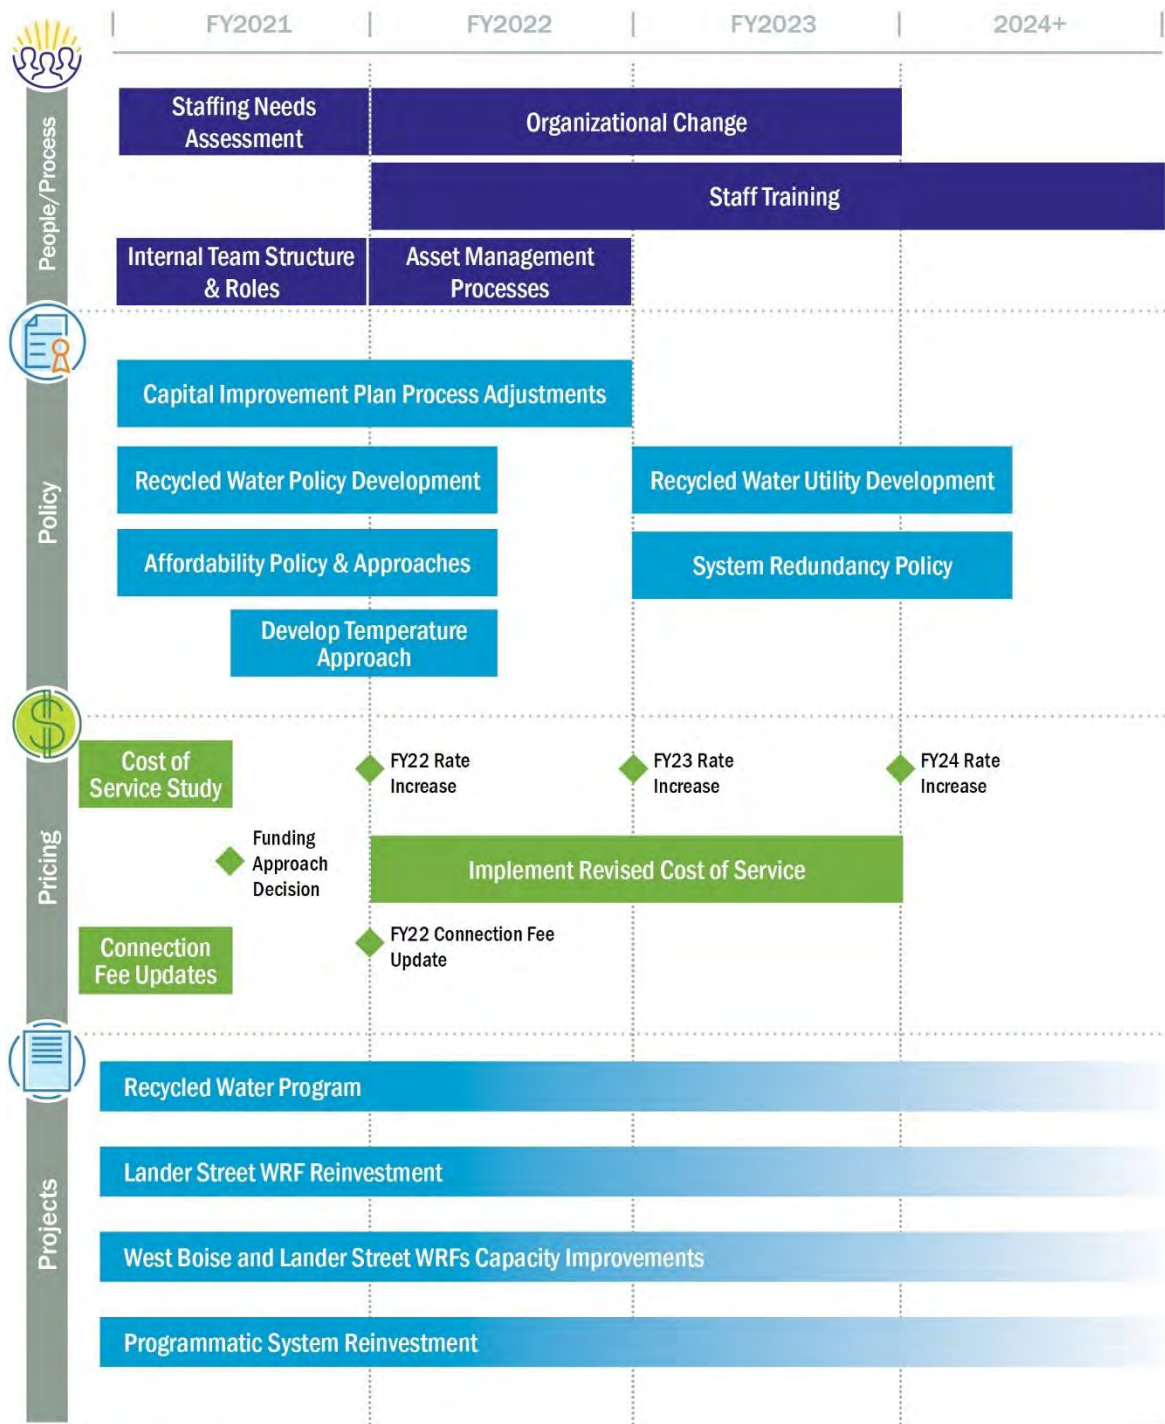 FY2021
FY2022
FY2023
2024+
People/Process
Staffing Needs
Assessment
Organizational Change
Staff Training
Internal Team Structure
& Roles
Asset Management
Processes
Policy
Capital Improvement Plan Process Adjustments
Recycled Water Policy Development
Recycled Water Utility Development
Affordability Policy & Approaches
System Redundancy Policy
Develop Temperature
Approach
Pricing
Cost of
Service Study
FY22 Rate
Increase
FY23 Rate
Increase
FY24 Rate
Increase
Funding
Approach
Decision
Implement Revised Cost of Service
Connection
Fee Updates
FY22 Connection Fee
Update
Projects
Recycled Water Program
Lander Street WRF Reinvestment
West Boise and Lander Street WRFs Capacity Improvements
Programmatic System Reinvestment